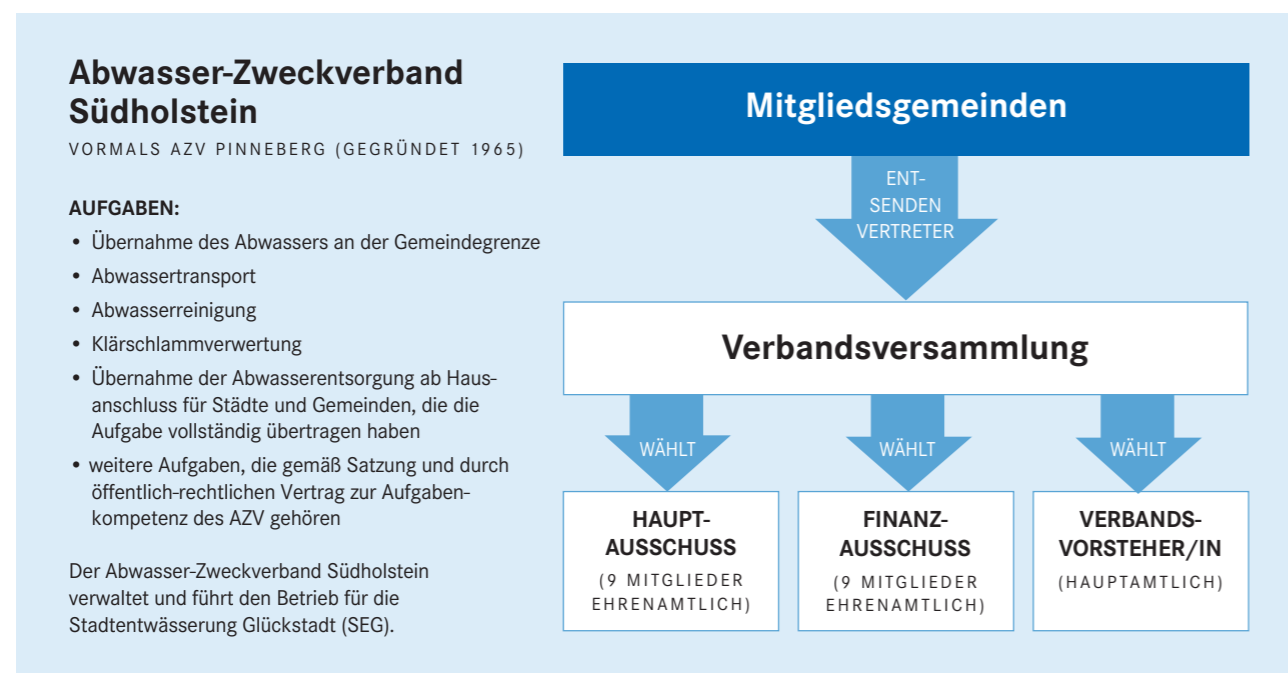 Abwasser-Zweckverband
Südholstein
VORMALS AZV PINNEBERG (GEGRÜNDET 1965)
AUFGABEN:
• Übernahme des Abwassers an der Gemeindegrenze
• Abwassertransport
• Abwasserreinigung
• Klärschlammverwertung
• Übernahme der Abwasserentsorgung ab Haus-
anschluss für Städte und Gemeinden, die die
Aufgabe vollständig übertragen haben
• weitere Aufgaben, die gemäß Satzung und durch
öffentlich-rechtlichen Vertrag zur Aufgaben-
kompetenz des AZV gehören
Der Abwasser-Zweckverband Südholstein
verwaltet und führt den Betrieb für die
Stadtentwässerung Glückstadt (SEG).
Mitgliedsgemeinden
ENT-
SENDEN
VERTRETER
Verbandsversammlung
WÄHLT
WÄHLT
WÄHLT
HAUPT-
AUSSCHUSS
(9 MITGLIEDER
EHRENAMTLICH)
FINANZ-
AUSSCHUSS
(9 MITGLIEDER
EHRENAMTLICH)
VERBANDS-
VORSTEHER/IN
(HAUPTAMTLICH)